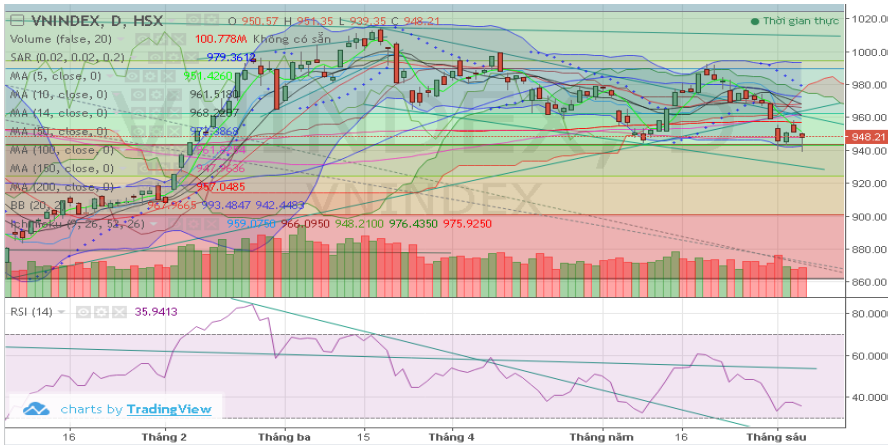 VNINDEX, D, HSX O 950.57 H 951.35 L 939.35 C 948.21
Thời gian thực
Volume (false, 20) 100.778M Không có sẵn
SAR (0.02, 0.02, 0.2) 979.3612
MA (5, close, 0) 951.4260
MA (10, close, 0) 961.5180
MA (14, close, 0)
MA (50, close, 0)
MA (100, close, 0)
MA (150, close, 0) 947.9636
MA (200, close, 0) 957.0485
BB (20, 2) 967.9665 993.4847 942.4483
959.0750 966.0950 948.2100 976.4350 975.9250
VNINDEX
1020.00
1000.00
980.00
960.00
948.21
940.00
920.00
900.00
880.00
860.00
RSI (14) 35.9413
80.0000
60.0000
40.0000
charts by TradingView
16 Tháng 2 Tháng ba 15 Tháng 4 Tháng năm 16 Tháng sáu